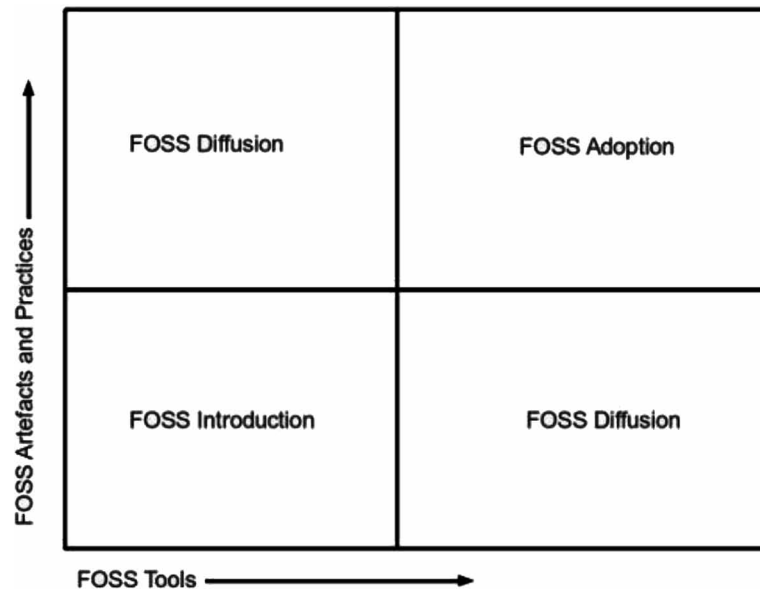 FOSS Diffusion
FOSS Adoption
FOSS Artefacts and Practices
FOSS Introduction
FOSS Diffusion
FOSS Tools